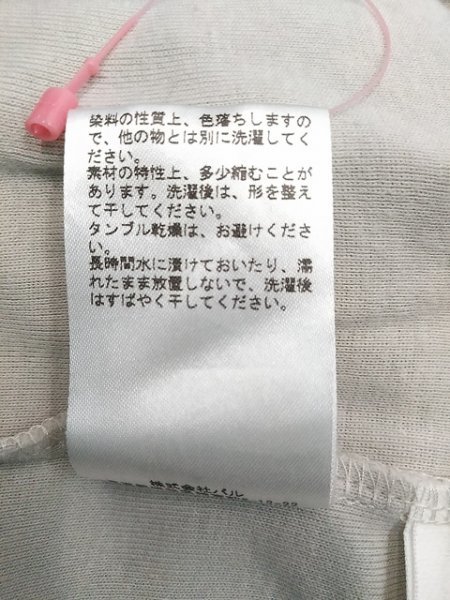 染料の性質上、色落ちしますの
で、他の物とは別に洗濯してく
ださい。
素材の特性上、多少縮むことが
あります。洗濯後は、形を整え
て干してください。
タンブル乾燥は、お避けくださ
い。
長時間水に漬けておいたり、濡
れたまま放置しないで、洗濯後
はすばやく干してください。
株式会社パル